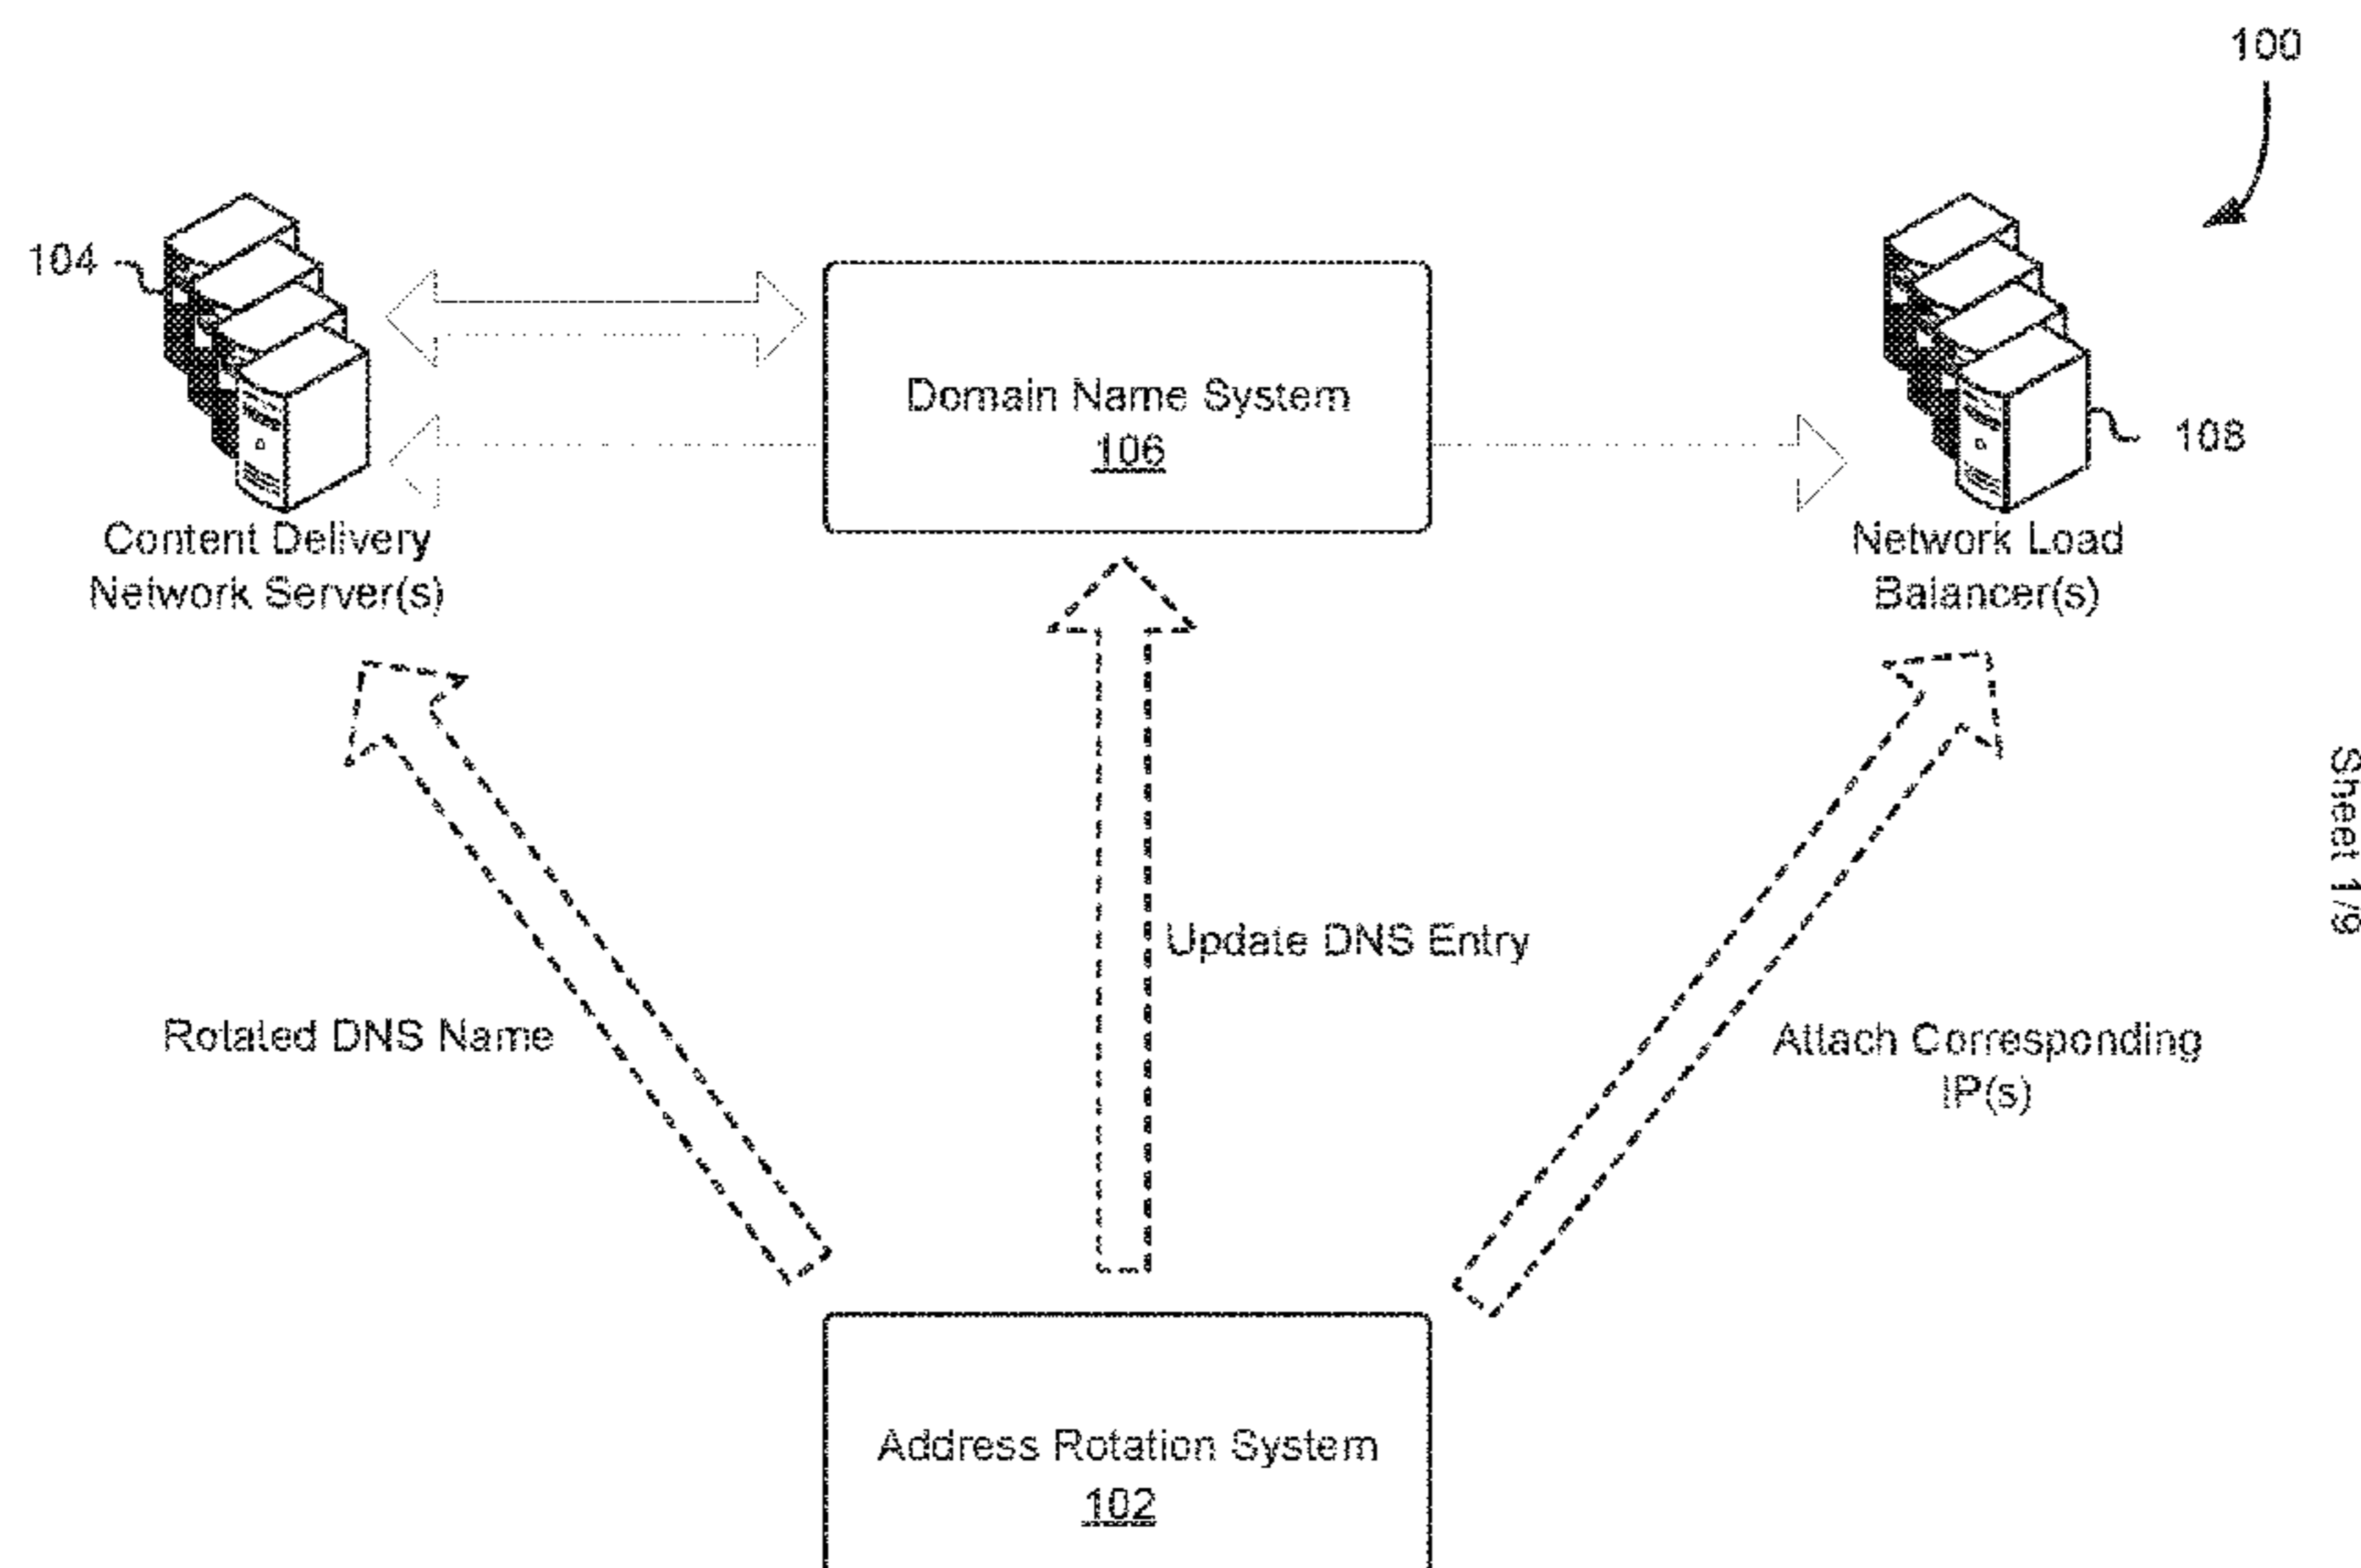 100
104
Domain Name System
106
108
Content Delivery
Network Server(s)
Network Load
Balancer(s)
Sheet 1/9
Update DNS Entry
Rotated DNS Name
Attach Corresponding
IP(s)
Address Rotation System
102